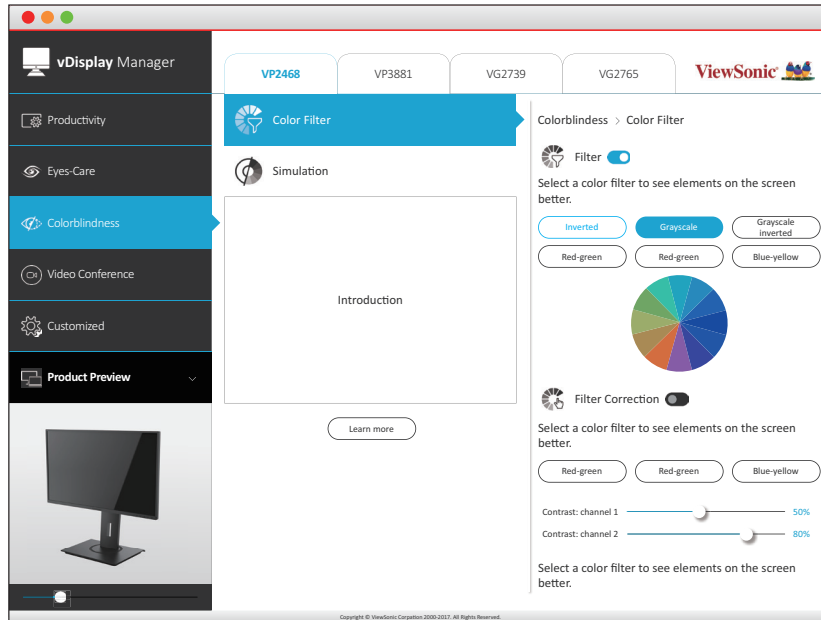 vDisplay Manager
VP2468
VP3881
VG2739
VG2765
ViewSonic
Productivity
Eyes-Care
Colorblindness
Video Conference
Customized
Product Preview
Color Filter
Simulation
Introduction
Learn more
Colorblindess > Color Filter
Filter
Select a color filter to see elements on the screen
better.
Inverted
Grayscale
Grayscale
inverted
Red-green
Red-green
Blue-yellow
Filter Correction
Select a color filter to see elements on the screen
better.
Red-green
Red-green
Blue-yellow
Contrast: channel 1
50%
Contrast: channel 2
80%
Select a color filter to see elements on the screen
better.
Copyright © ViewSonic Corpation 2000-2017. All Rights Reserved.